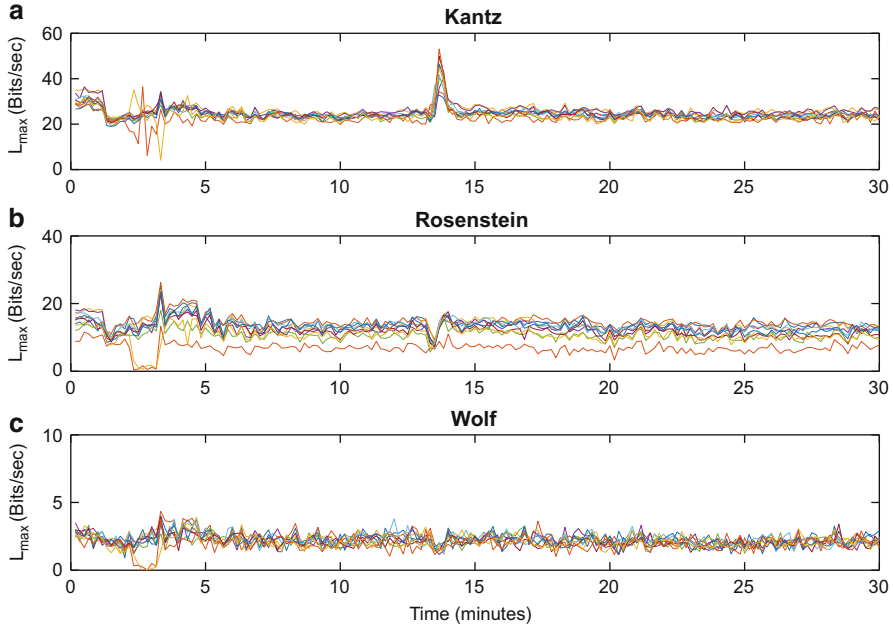 a
Kantz
L_max (Bits/sec)
60
40
20
0
0 5 10 15 20 25 30
b
Rosenstein
L_max (Bits/sec)
40
20
0
0 5 10 15 20 25 30
c
Wolf
L_max (Bits/sec)
10
5
0
0 5 10 15 20 25 30
Time (minutes)